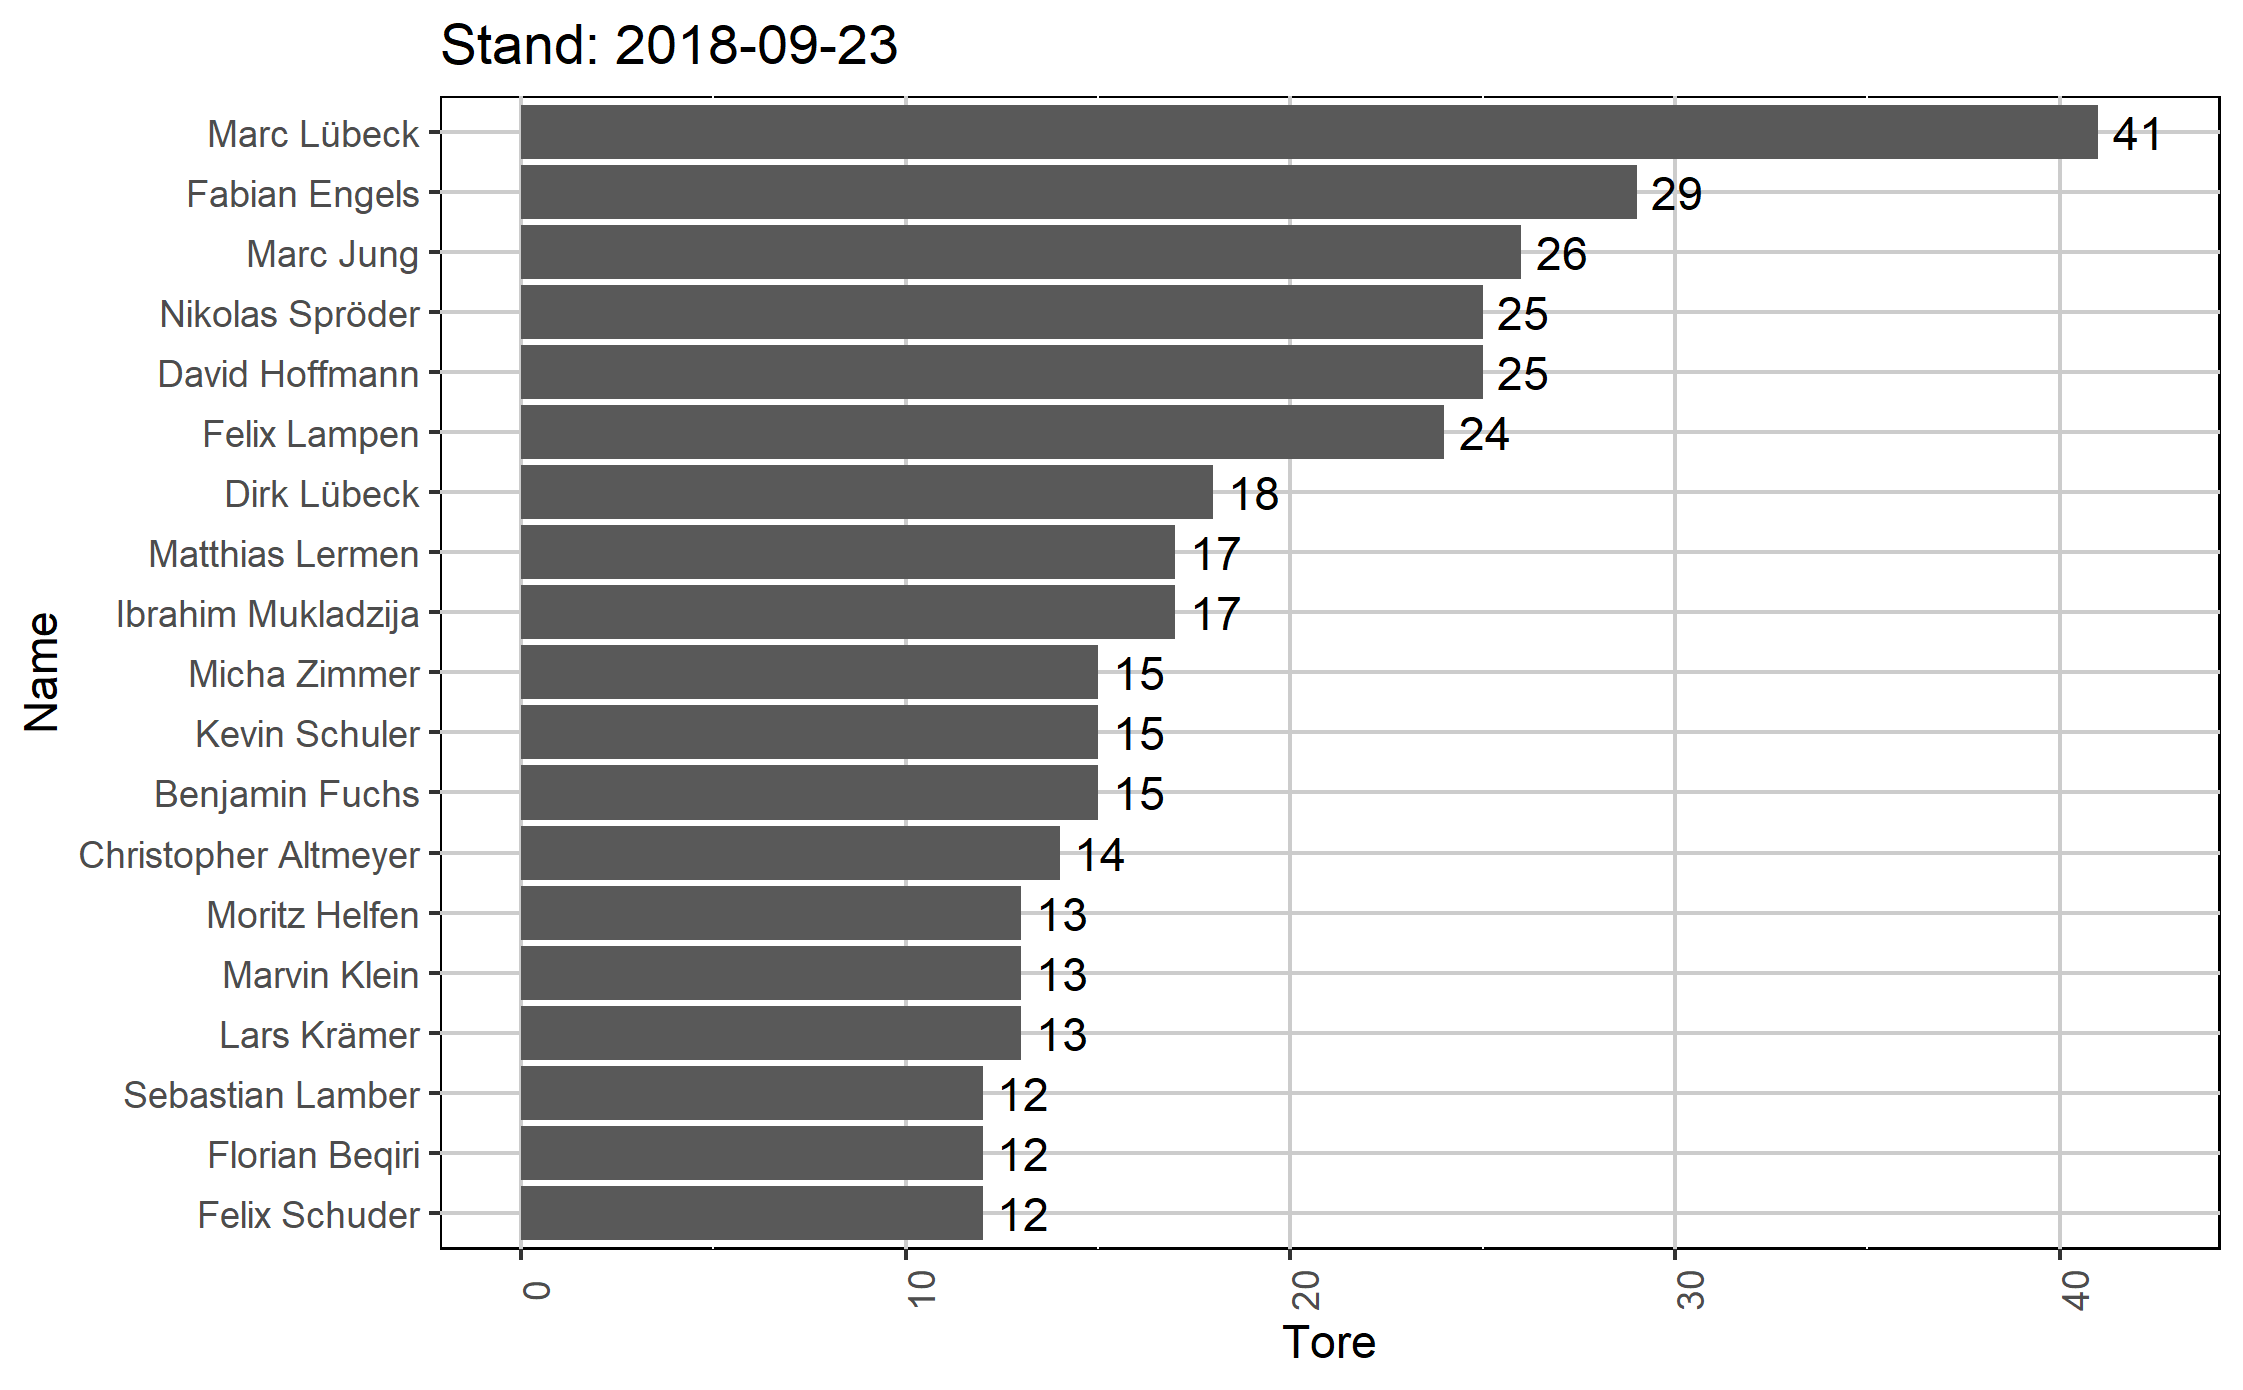 Stand: 2018-09-23
Marc Lübeck 41
Fabian Engels 29
Marc Jung 26
Nikolas Spröder 25
David Hoffmann 25
Felix Lampen 24
Dirk Lübeck 18
Matthias Lermen 17
Ibrahim Mukladzija 17
Micha Zimmer 15
Kevin Schuler 15
Benjamin Fuchs 15
Christopher Altmeyer 14
Moritz Helfen 13
Marvin Klein 13
Lars Krämer 13
Sebastian Lamber 12
Florian Beqiri 12
Felix Schuder 12
Name
0 10 20 30 40
Tore